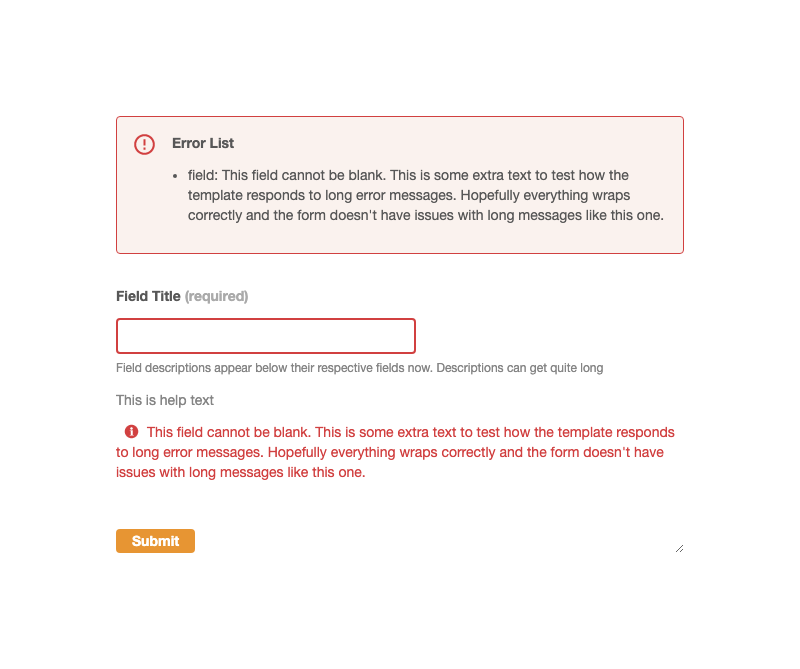 Error List
• field: This field cannot be blank. This is some extra text to test how the
template responds to long error messages. Hopefully everything wraps
correctly and the form doesn't have issues with long messages like this one.
Field Title (required)
Field descriptions appear below their respective fields now. Descriptions can get quite long
This is help text
This field cannot be blank. This is some extra text to test how the template responds
to long error messages. Hopefully everything wraps correctly and the form doesn't have
issues with long messages like this one.
Submit